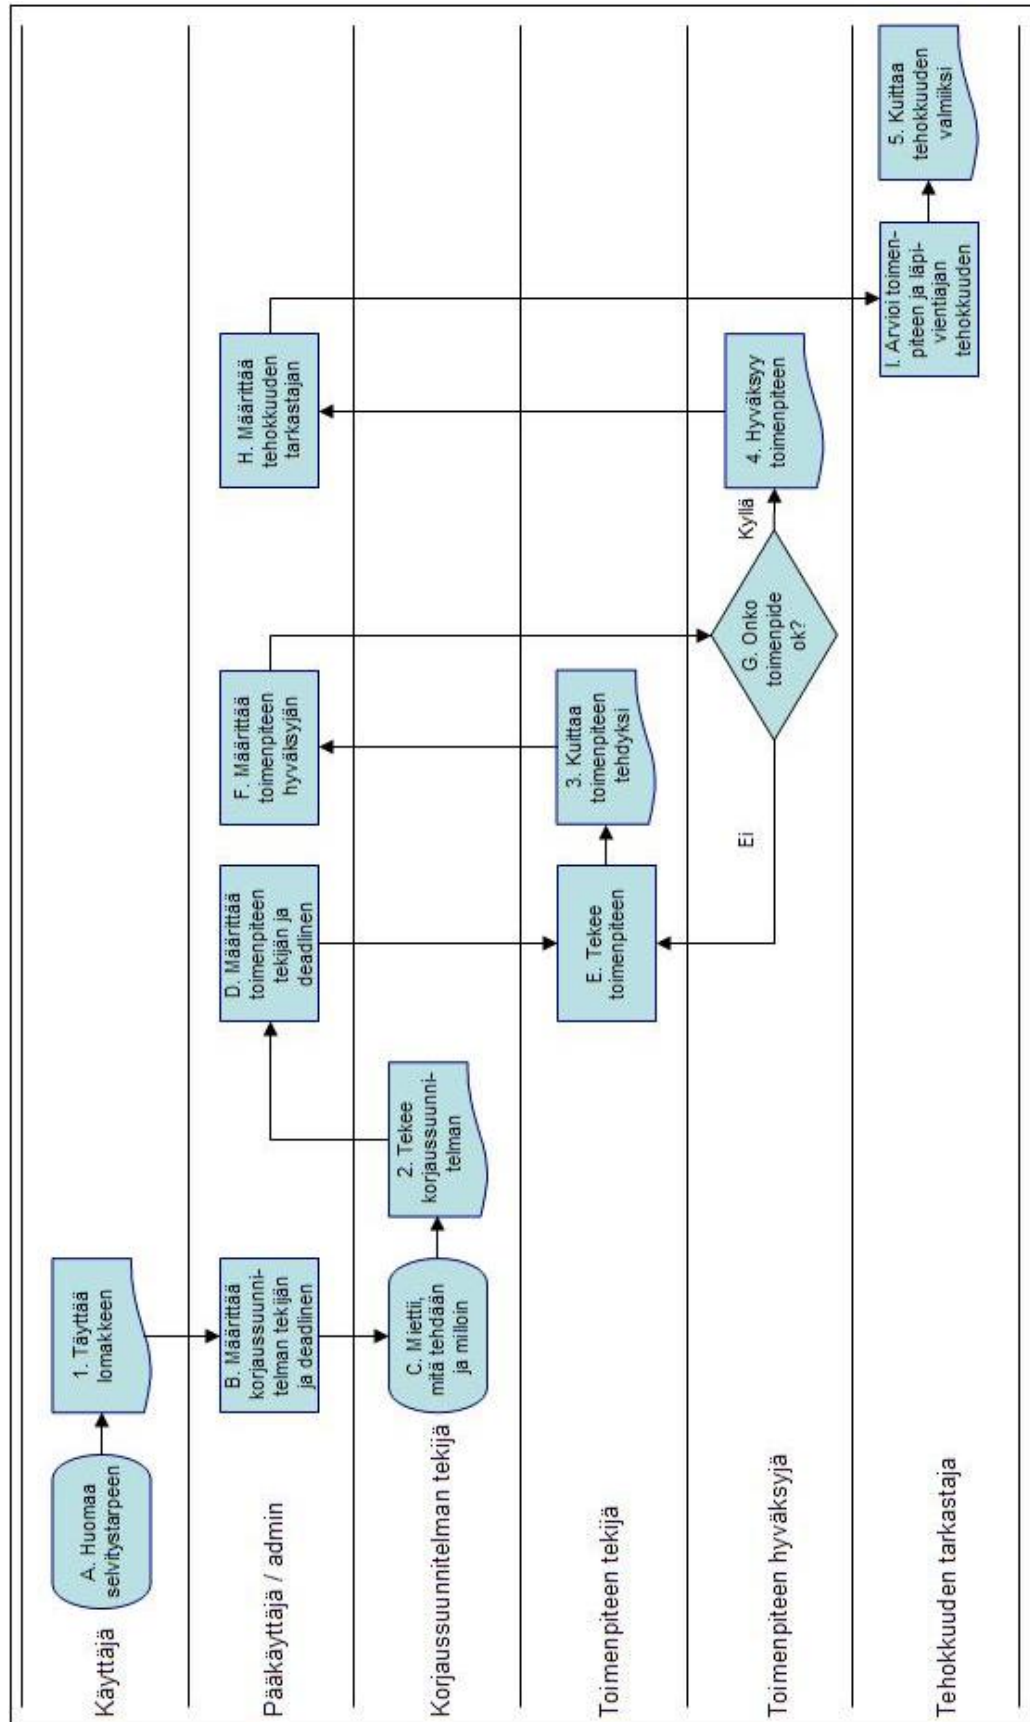 Käyttäjä
A. Huomaa
selvitystarpeen
1. Täyttää
lomakkeen
Pääkäyttäjä / admin
B. Määrittää
korjaussuunni-
telman tekijän
ja deadlinen
D. Määrittää
toimenpiteen
tekijän ja
deadlinen
F. Määrittää
toimenpiteen
hyväksyjän
H. Määrittää
tehokkuuden
tarkastajan
Korjaussuunnitelman tekijä
C. Miettii,
mitä tehdään
ja milloin
2. Tekee
korjaussuunni-
telman
Toimenpiteen tekijä
E. Tekee
toimenpiteen
3. Kuittaa
toimenpiteen
tehdyksi
Toimenpiteen hyväksyjä
Ei
G. Onko
toimenpide
ok?
Kyllä
4. Hyväksyy
toimenpiteen
Tehokkuuden tarkastaja
I. Arvioi toimen-
piteen ja läpi-
vientiajan
tehokkuuden
5. Kuittaa
tehokkuuden
valmiiksi